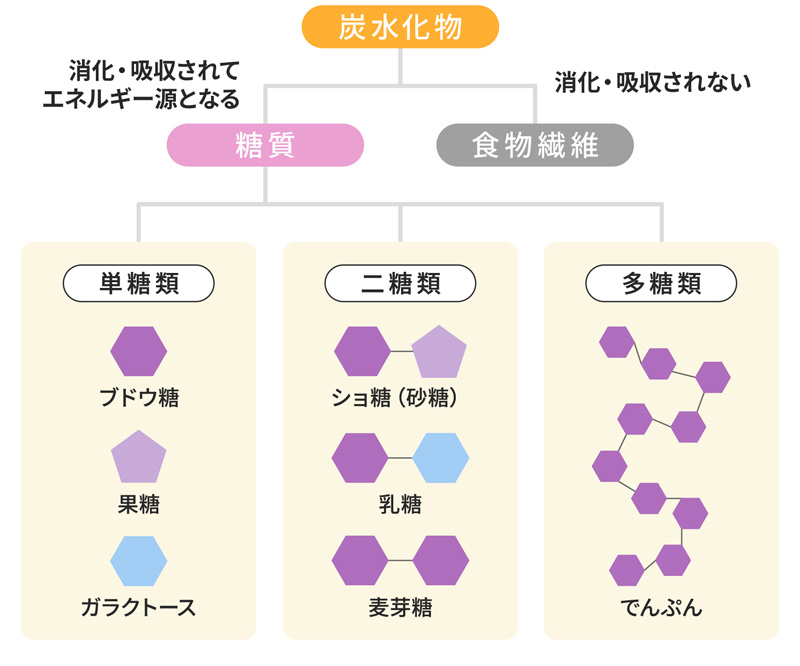 炭水化物
消化・吸収されて
エネルギー源となる
消化・吸収されない
糖質
食物繊維
単糖類
ブドウ糖
果糖
ガラクトース
二糖類
ショ糖（砂糖）
乳糖
麦芽糖
多糖類
でんぷん